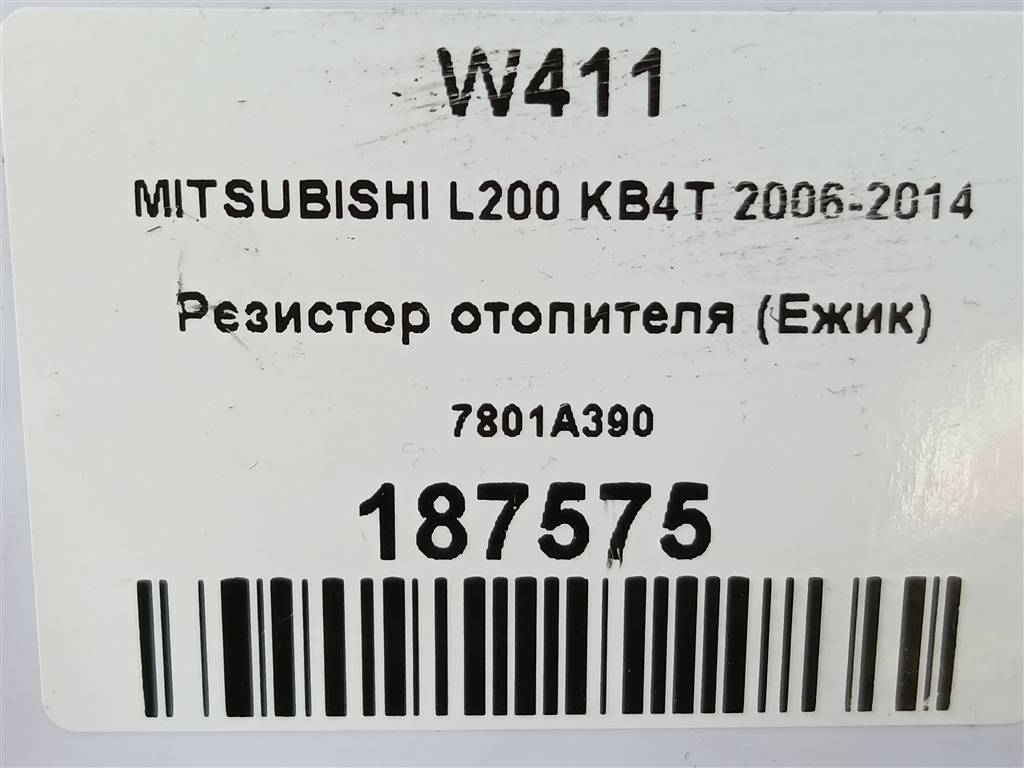 W411
MITSUBISHI L200 KB4T 2006-2014
Резистор отопителя (Ежик)
7801A390
187575